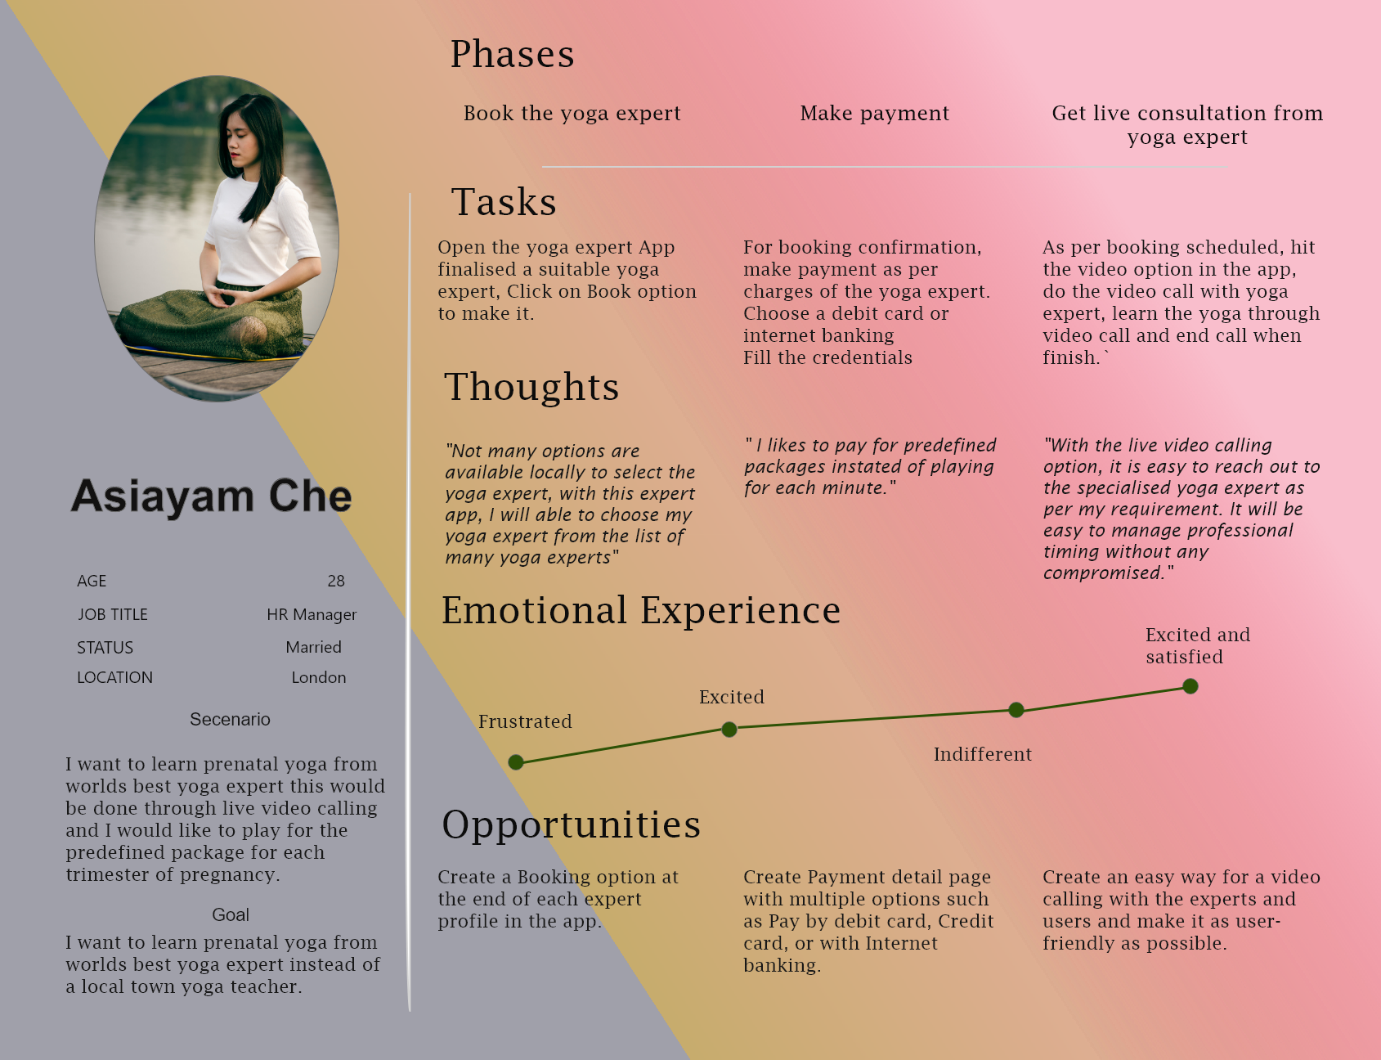 Phases
Book the yoga expert
Make payment
Get live consultation from
yoga expert
Tasks
Open the yoga expert App
finalised a suitable yoga
expert, Click on Book option
to make it.
For booking confirmation,
make payment as per
charges of the yoga expert.
Choose a debit card or
internet banking
Fill the credentials
As per booking scheduled, hit
the video option in the app,
do the video call with yoga
expert, learn the yoga through
video call and end call when
finish.`
Thoughts
"Not many options are
available locally to select the
yoga expert, with this expert
app, I will able to choose my
yoga expert from the list of
many yoga experts"
" I likes to pay for predefined
packages instated of playing
for each minute."
"With the live video calling
option, it is easy to reach out to
the specialised yoga expert as
per my requirement. It will be
easy to manage professional
timing without any
compromised."
Asiayam Che
AGE 28
JOB TITLE HR Manager
STATUS Married
LOCATION London
Secenario
I want to learn prenatal yoga from
worlds best yoga expert this would
be done through live video calling
and I would like to play for the
predefined package for each
trimester of pregnancy.
Goal
I want to learn prenatal yoga from
worlds best yoga expert instead of
a local town yoga teacher.
Emotional Experience
Frustrated
Excited
Indifferent
Excited and
satisfied
Opportunities
Create a Booking option at
the end of each expert
profile in the app.
Create Payment detail page
with multiple options such
as Pay by debit card, Credit
card, or with Internet
banking.
Create an easy way for a video
calling with the experts and
users and make it as user-
friendly as possible.